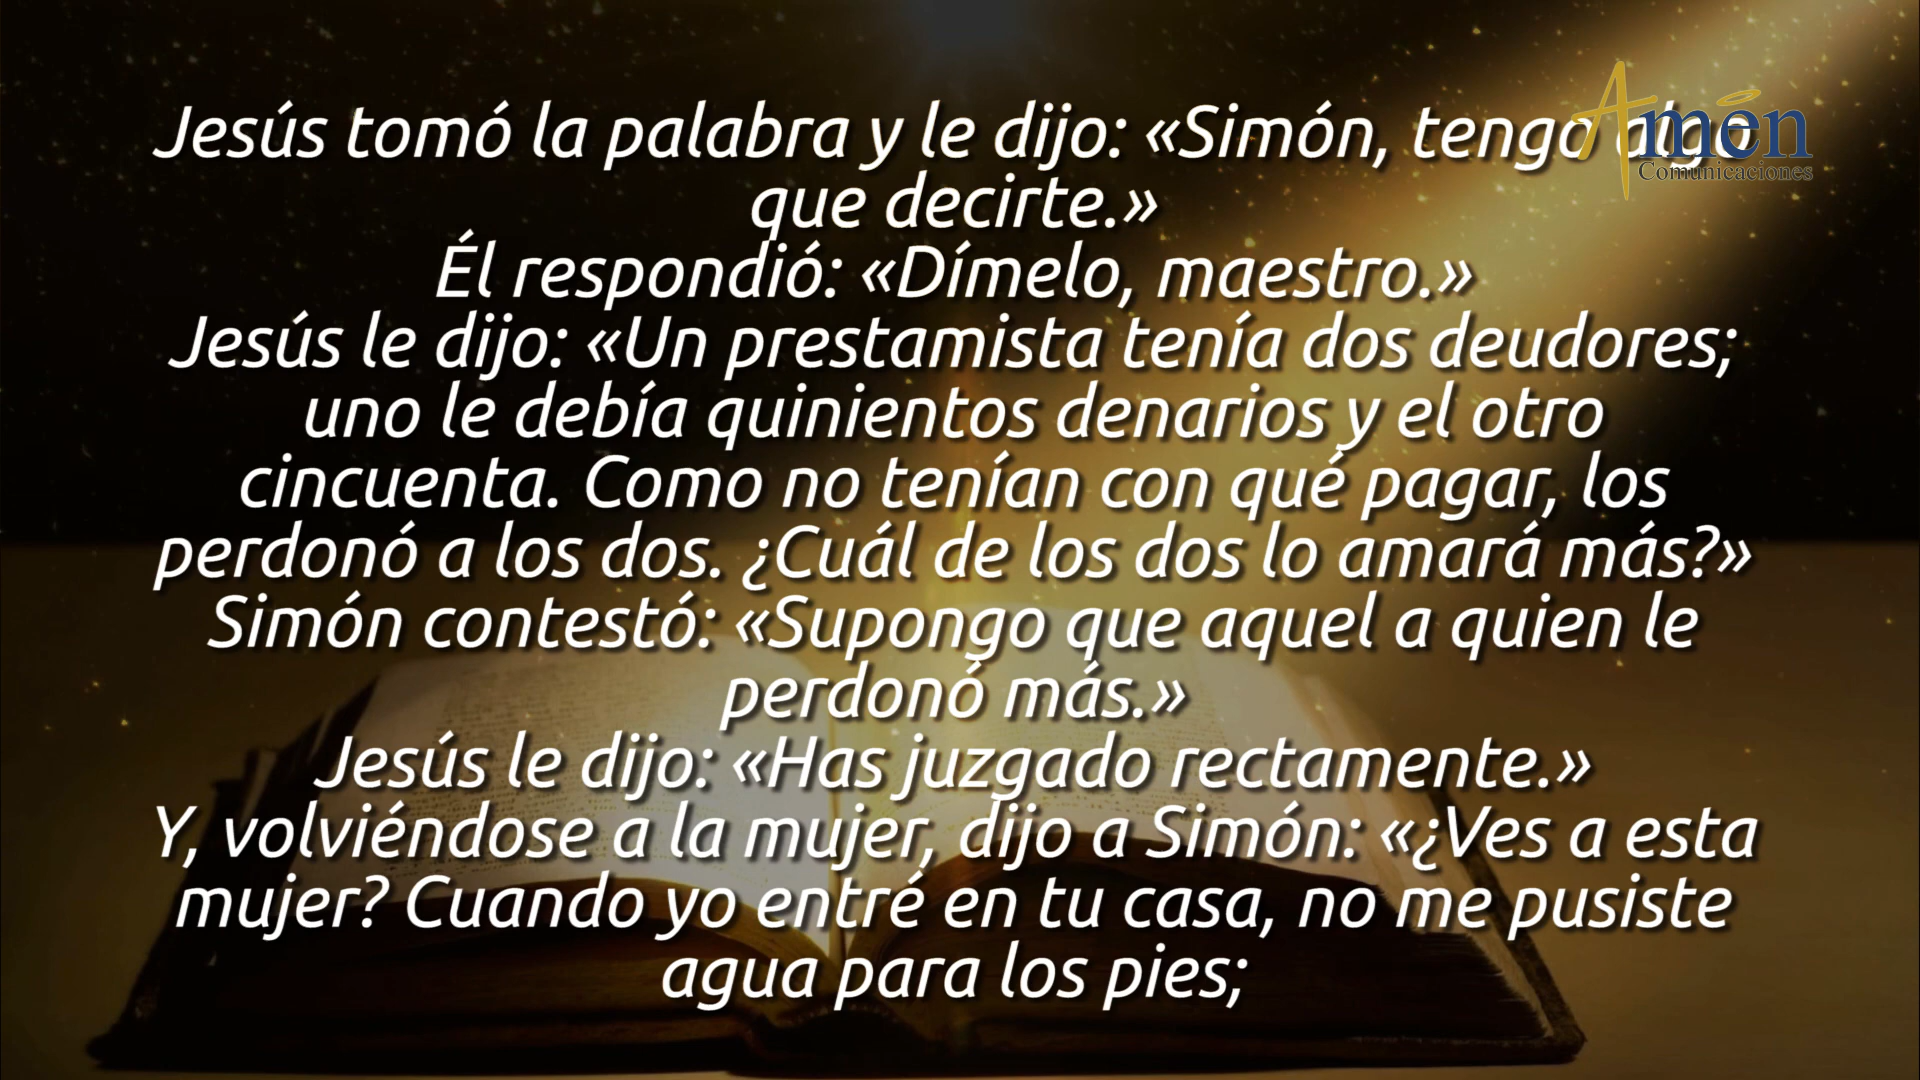 Jesús tomó la palabra y le dijo: «Simón, tengo algo
Amén
Comunicaciones
que decirte.»
Él respondió: «Dímelo, maestro.»
Jesús le dijo: «Un prestamista tenía dos deudores;
uno le debía quinientos denarios y el otro
cincuenta. Como no tenían con qué pagar, los
perdonó a los dos. ¿Cuál de los dos lo amará más?»
Simón contestó: «Supongo que aquel a quien le
perdonó más.»
Jesús le dijo: «Has juzgado rectamente.»
Y, volviéndose a la mujer, dijo a Simón: «¿Ves a esta
mujer? Cuando yo entré en tu casa, no me pusiste
agua para los pies;